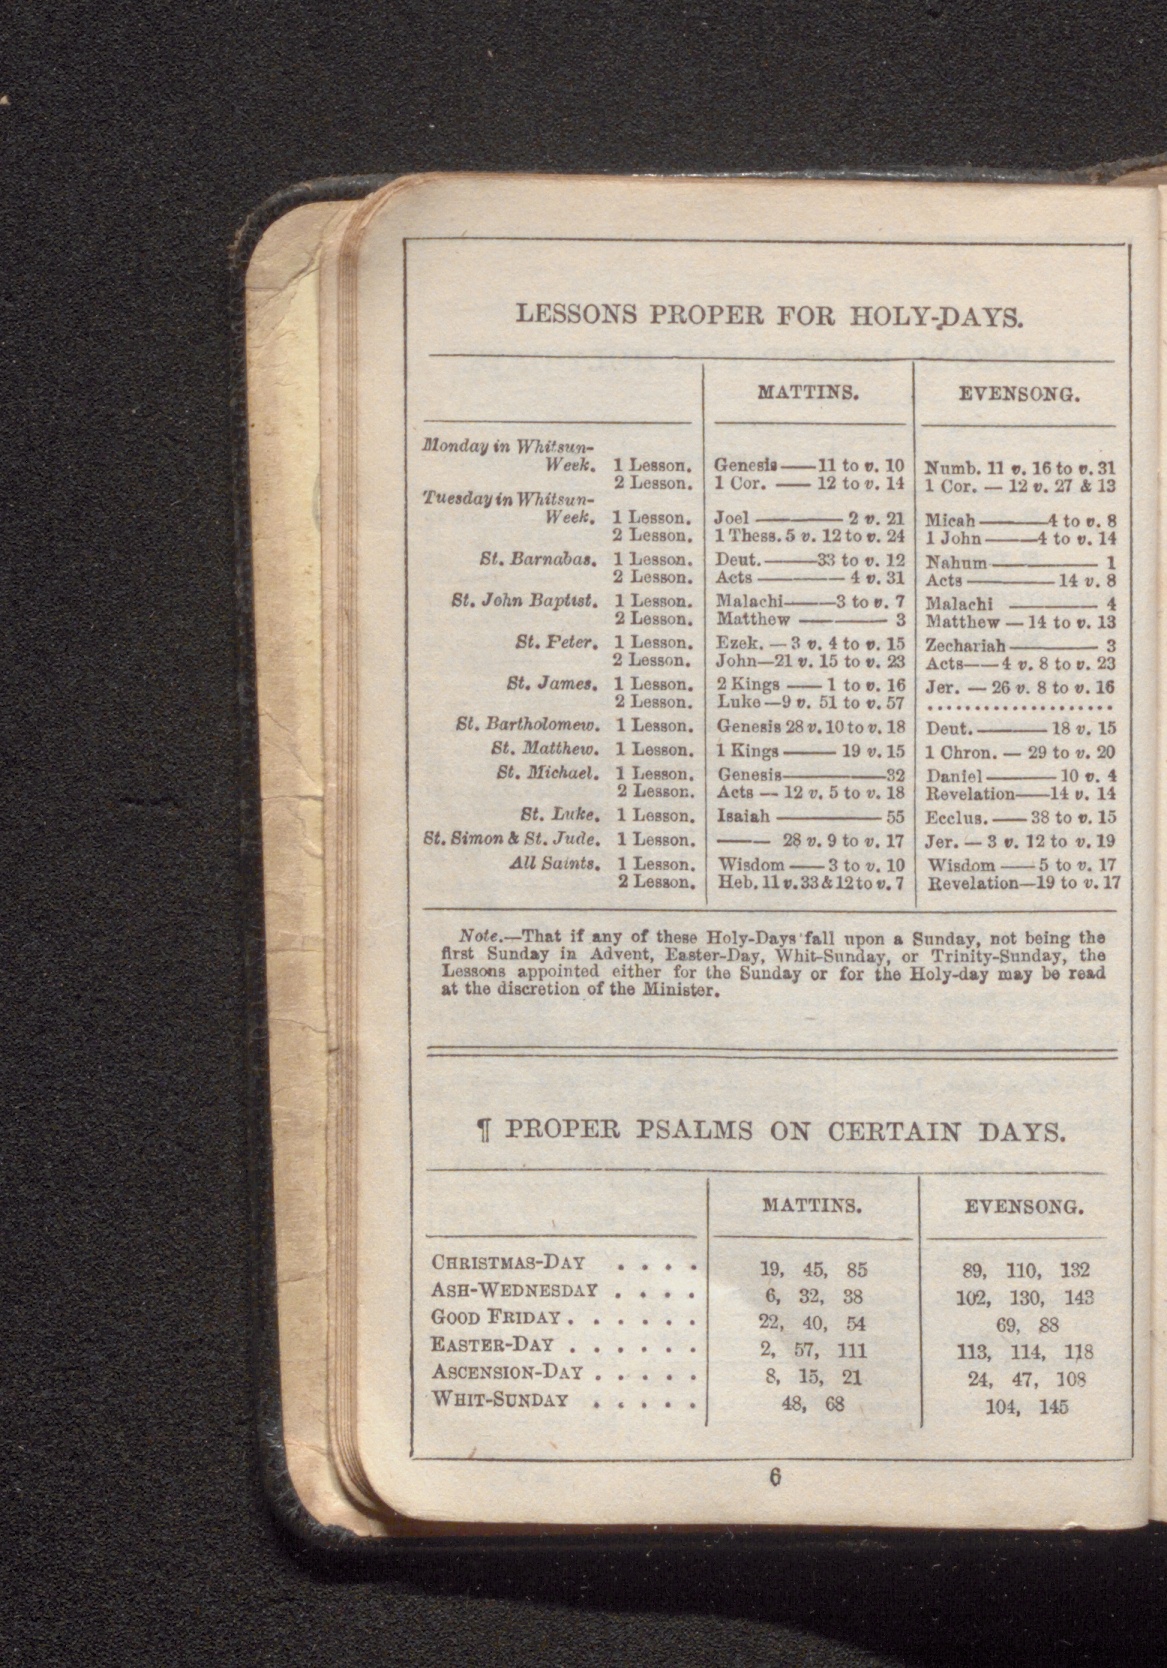 LESSONS PROPER FOR HOLY-DAYS.
MATTINS. EVENSONG.
Monday in Whitsun-
Week. 1 Lesson. Genesis——11 to v. 10 Numb. 11 v. 16 to v. 31
2 Lesson. 1 Cor. —— 12 to v. 14 1 Cor. — 12 v. 27 & 13
Tuesday in Whitsun-
Week. 1 Lesson. Joel ———— 2 v. 21 Micah ————4 to v. 8
2 Lesson. 1 Thess. 5 v. 12 to v. 24 1 John ———4 to v. 14
St. Barnabas. 1 Lesson. Deut. ———33 to v. 12 Nahum ————— 1
2 Lesson. Acts ———— 4 v. 31 Acts ———— 14 v. 8
St. John Baptist. 1 Lesson. Malachi———3 to v. 7 Malachi ———— 4
2 Lesson. Matthew ———— 3 Matthew — 14 to v. 13
St. Peter. 1 Lesson. Ezek. — 3 v. 4 to v. 15 Zechariah ———— 3
2 Lesson. John—21 v. 15 to v. 23 Acts——4 v. 8 to v. 23
St. James. 1 Lesson. 2 Kings —— 1 to v. 16 Jer. — 26 v. 8 to v. 16
2 Lesson. Luke —9 v. 51 to v. 57 ...................
St. Bartholomew. 1 Lesson. Genesis 28 v. 10 to v. 18 Deut. ———— 18 v. 15
St. Matthew. 1 Lesson. 1 Kings ——— 19 v. 15 1 Chron. — 29 to v. 20
St. Michael. 1 Lesson. Genesis—————32 Daniel ———— 10 v. 4
2 Lesson. Acts — 12 v. 5 to v. 18 Revelation——14 v. 14
St. Luke. 1 Lesson. Isaiah ————— 55 Ecclus. —— 38 to v. 15
St. Simon & St. Jude. 1 Lesson. ——— 28 v. 9 to v. 17 Jer. — 3 v. 12 to v. 19
All Saints. 1 Lesson. Wisdom —— 3 to v. 10 Wisdom —— 5 to v. 17
2 Lesson. Heb. 11 v. 33 & 12 to v. 7 Revelation—19 to v. 17
Note.—That if any of these Holy-Days fall upon a Sunday, not being the
first Sunday in Advent, Easter-Day, Whit-Sunday, or Trinity-Sunday, the
Lessons appointed either for the Sunday or for the Holy-day may be read
at the discretion of the Minister.
¶ PROPER PSALMS ON CERTAIN DAYS.
MATTINS. EVENSONG.
CHRISTMAS-DAY . . . . 19, 45, 85 89, 110, 132
ASH-WEDNESDAY . . . . 6, 32, 38 102, 130, 143
GOOD FRIDAY . . . . . . 22, 40, 54 69, 88
EASTER-DAY . . . . . . 2, 57, 111 113, 114, 118
ASCENSION-DAY . . . . . 8, 15, 21 24, 47, 108
WHIT-SUNDAY . . . . . 48, 68 104, 145
6